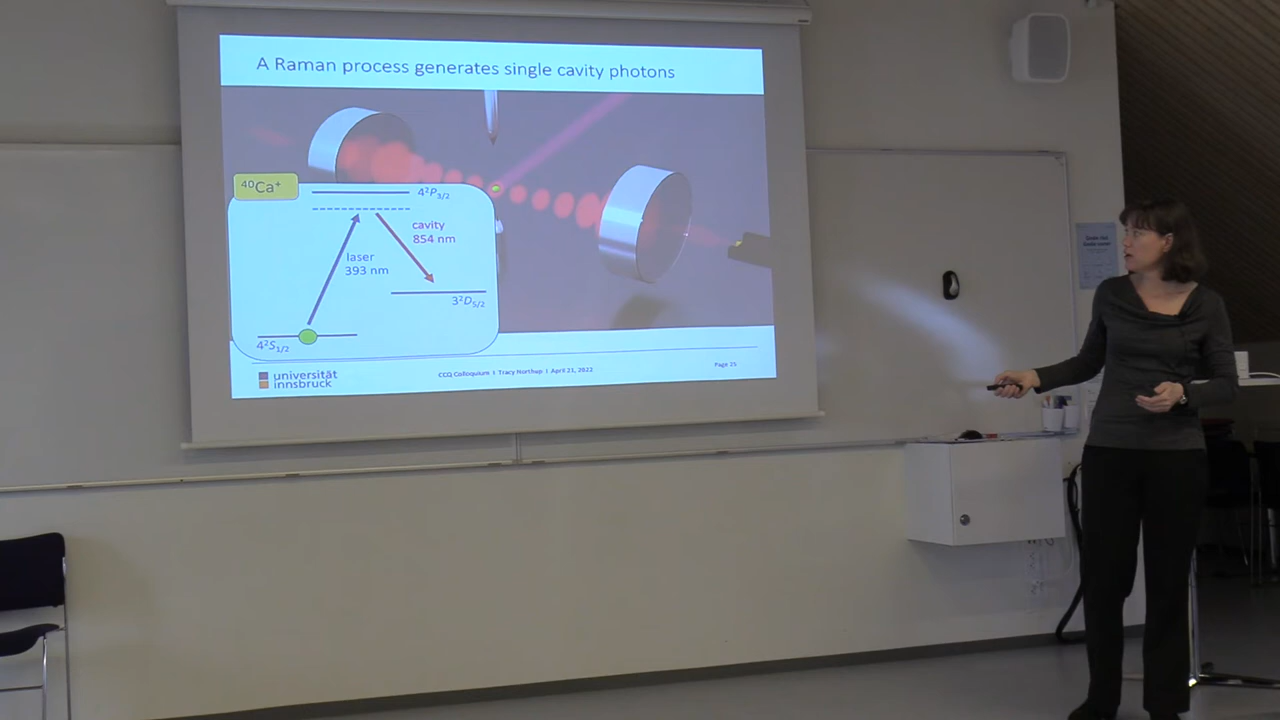 A Raman process generates single cavity photons
⁴⁰Ca⁺
4²P₃/₂
cavity
854 nm
laser
393 nm
3²D₅/₂
4²S₁/₂
universität
innsbruck
CCQ Colloquium I Tracy Northup I April 21, 2022
Page 25